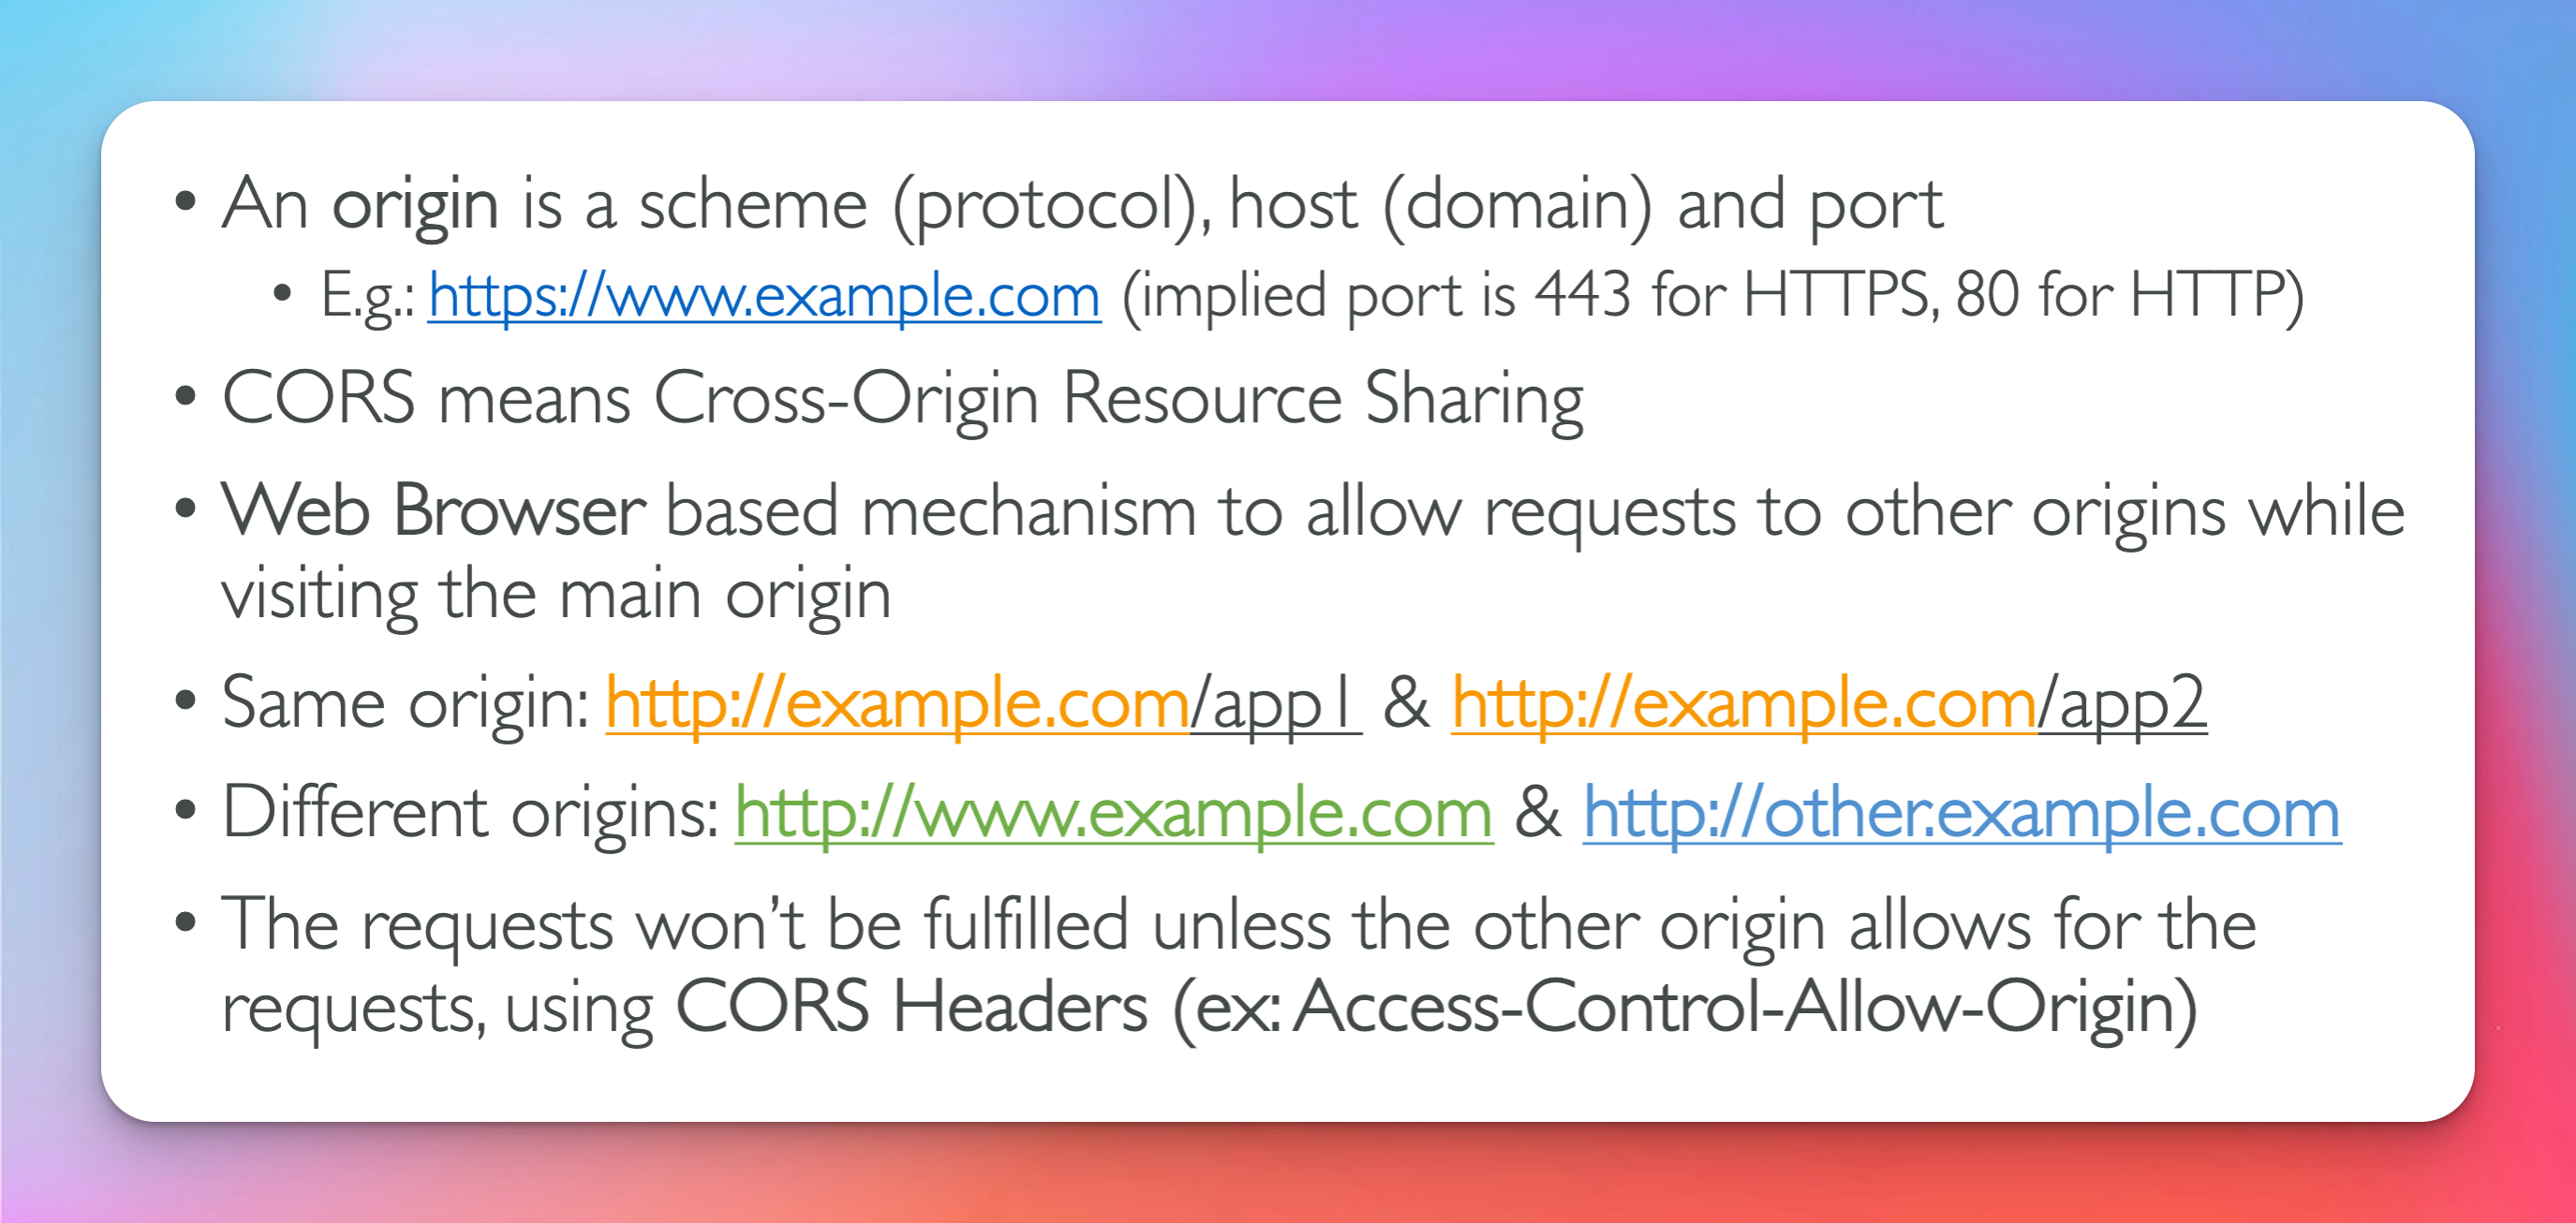 • An origin is a scheme (protocol), host (domain) and port
• E.g.: https://www.example.com (implied port is 443 for HTTPS, 80 for HTTP)
• CORS means Cross-Origin Resource Sharing
• Web Browser based mechanism to allow requests to other origins while
visiting the main origin
• Same origin: http://example.com/app1 & http://example.com/app2
• Different origins: http://www.example.com & http://other.example.com
• The requests won’t be fulfilled unless the other origin allows for the
requests, using CORS Headers (ex: Access-Control-Allow-Origin)